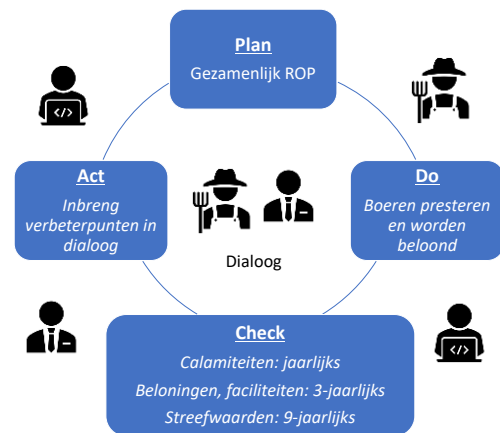 Plan
Gezamenlijk ROP
Act
Inbreng
verbeterpunten in
dialoog
Do
Boeren presteren
en worden
beloond
Dialoog
Check
Calamiteiten: jaarlijks
Beloningen, faciliteiten: 3-jaarlijks
Streefwaarden: 9-jaarlijks